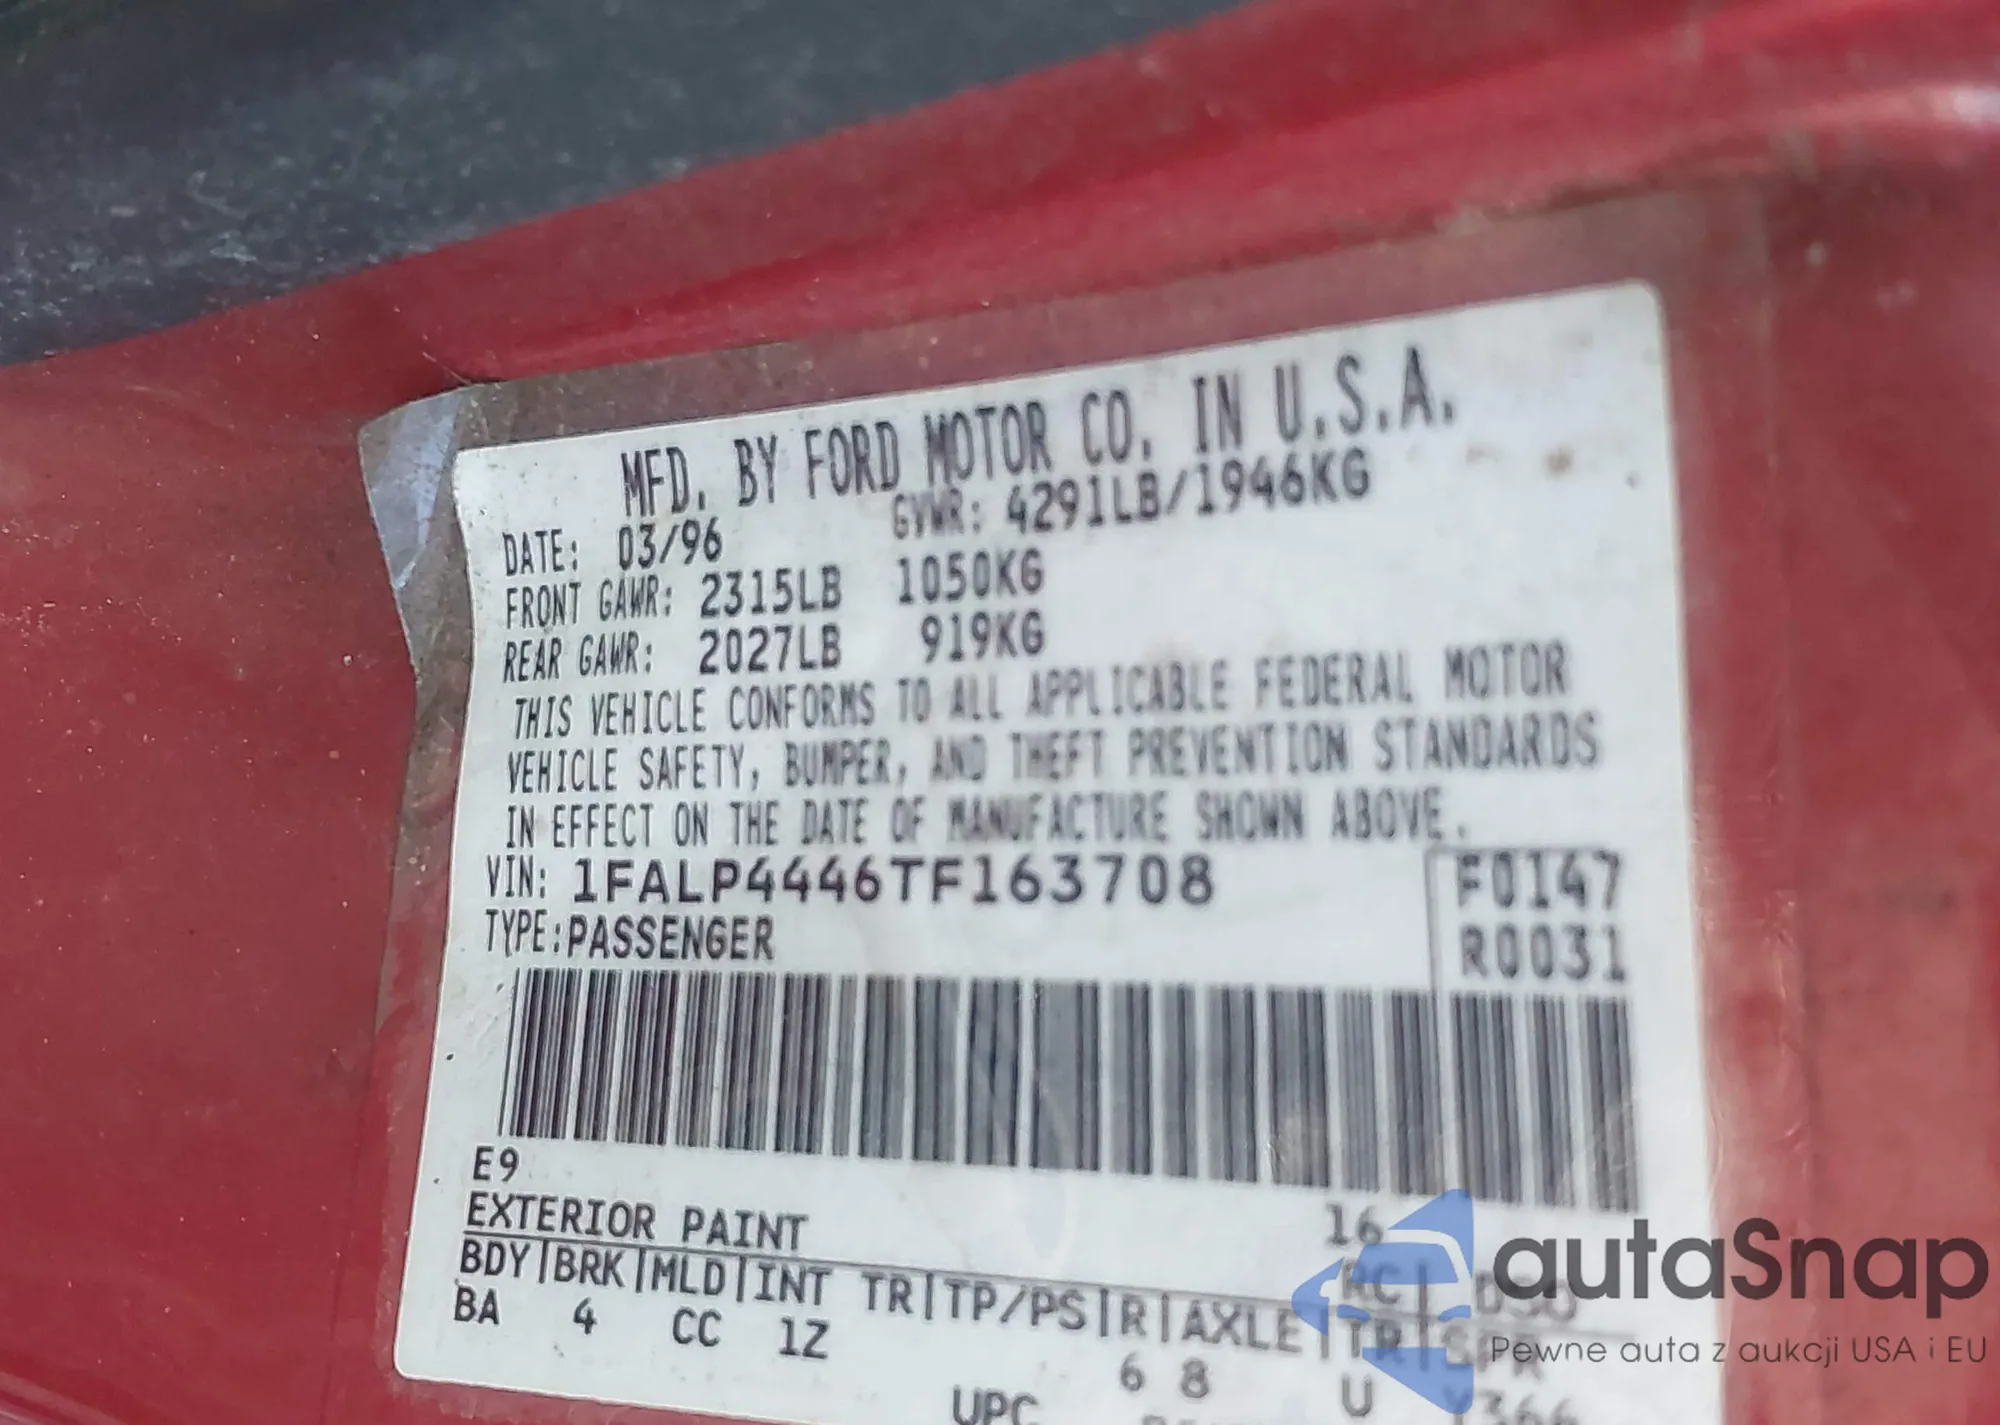 MFD. BY FORD MOTOR CO. IN U.S.A.
DATE: 03/96 GVWR: 4291LB/1946KG
FRONT GAWR: 2315LB 1050KG
REAR GAWR: 2027LB 919KG
THIS VEHICLE CONFORMS TO ALL APPLICABLE FEDERAL MOTOR
VEHICLE SAFETY, BUMPER, AND THEFT PREVENTION STANDARDS
IN EFFECT ON THE DATE OF MANUFACTURE SHOWN ABOVE.
VIN: 1FALP4446TF163708 F0147
TYPE: PASSENGER R0031
E9 16
EXTERIOR PAINT RC
BDY|BRK|MLD|INT TR|TP/PS|R|AXLE|TR|SPR
BA 4 CC 1Z 6 8 U
UPC
autaSnap
Pewne auta z aukcji USA i EU